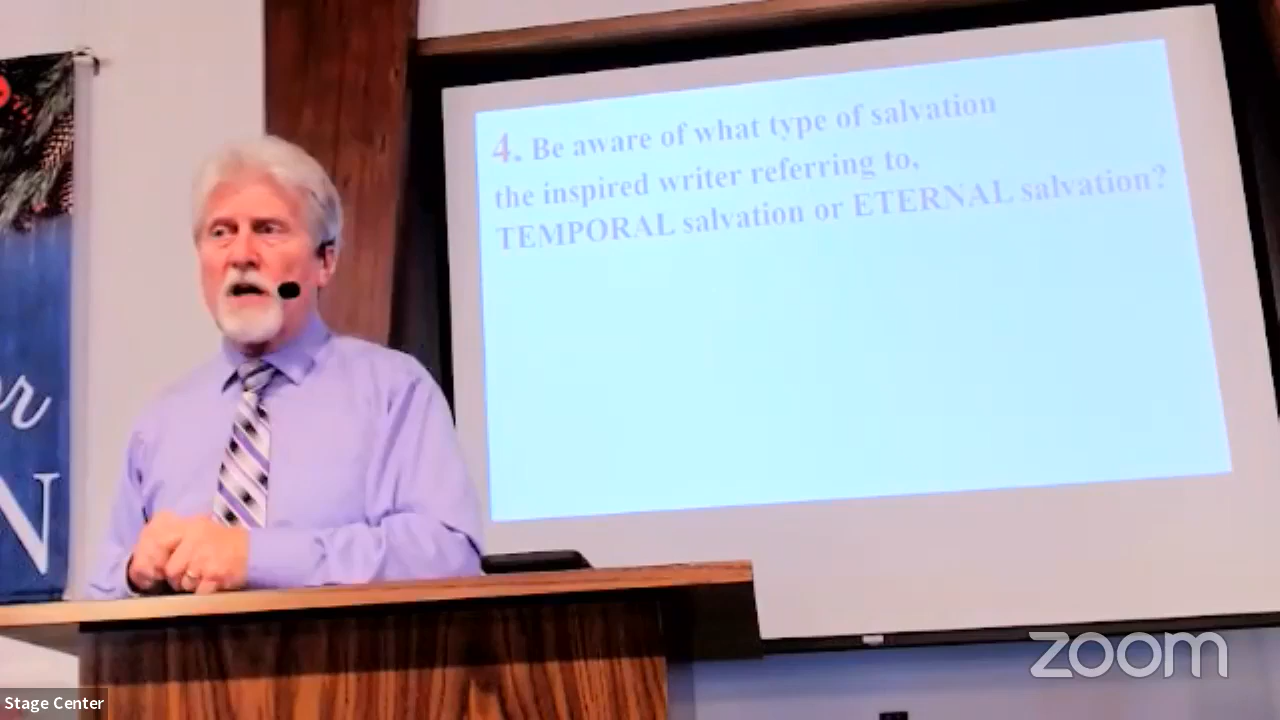 4. Be aware of what type of salvation
the inspired writer referring to,
TEMPORAL salvation or ETERNAL salvation?
or
N
zoom
Stage Center